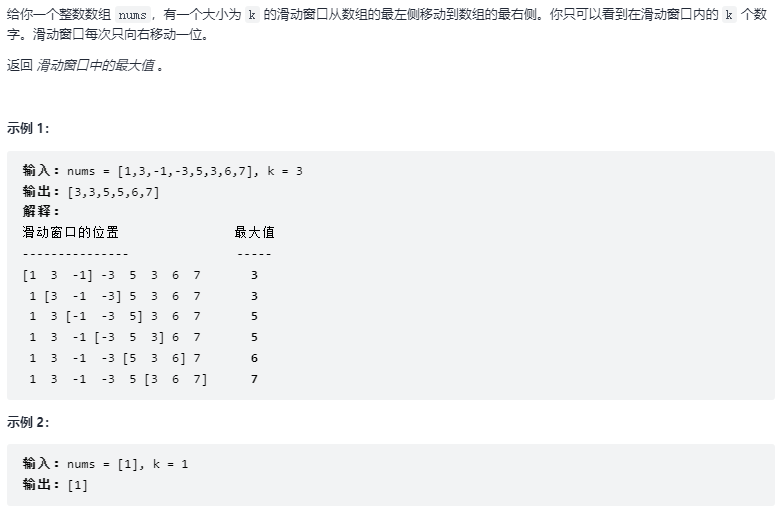 给你一个整数数组 nums，有一个大小为 k 的滑动窗口从数组的最左侧移动到数组的最右侧。你只可以看到在滑动窗口内的 k 个数
字。滑动窗口每次只向右移动一位。
返回 滑动窗口中的最大值 。
示例 1：
输入：nums = [1,3,-1,-3,5,3,6,7], k = 3
输出：[3,3,5,5,6,7]
解释：
滑动窗口的位置                最大值
---------------               -----
[1  3  -1] -3  5  3  6  7       3
 1 [3  -1  -3] 5  3  6  7       3
 1  3 [-1  -3  5] 3  6  7       5
 1  3  -1 [-3  5  3] 6  7       5
 1  3  -1  -3 [5  3  6] 7       6
 1  3  -1  -3  5 [3  6  7]      7
示例 2：
输入：nums = [1], k = 1
输出：[1]